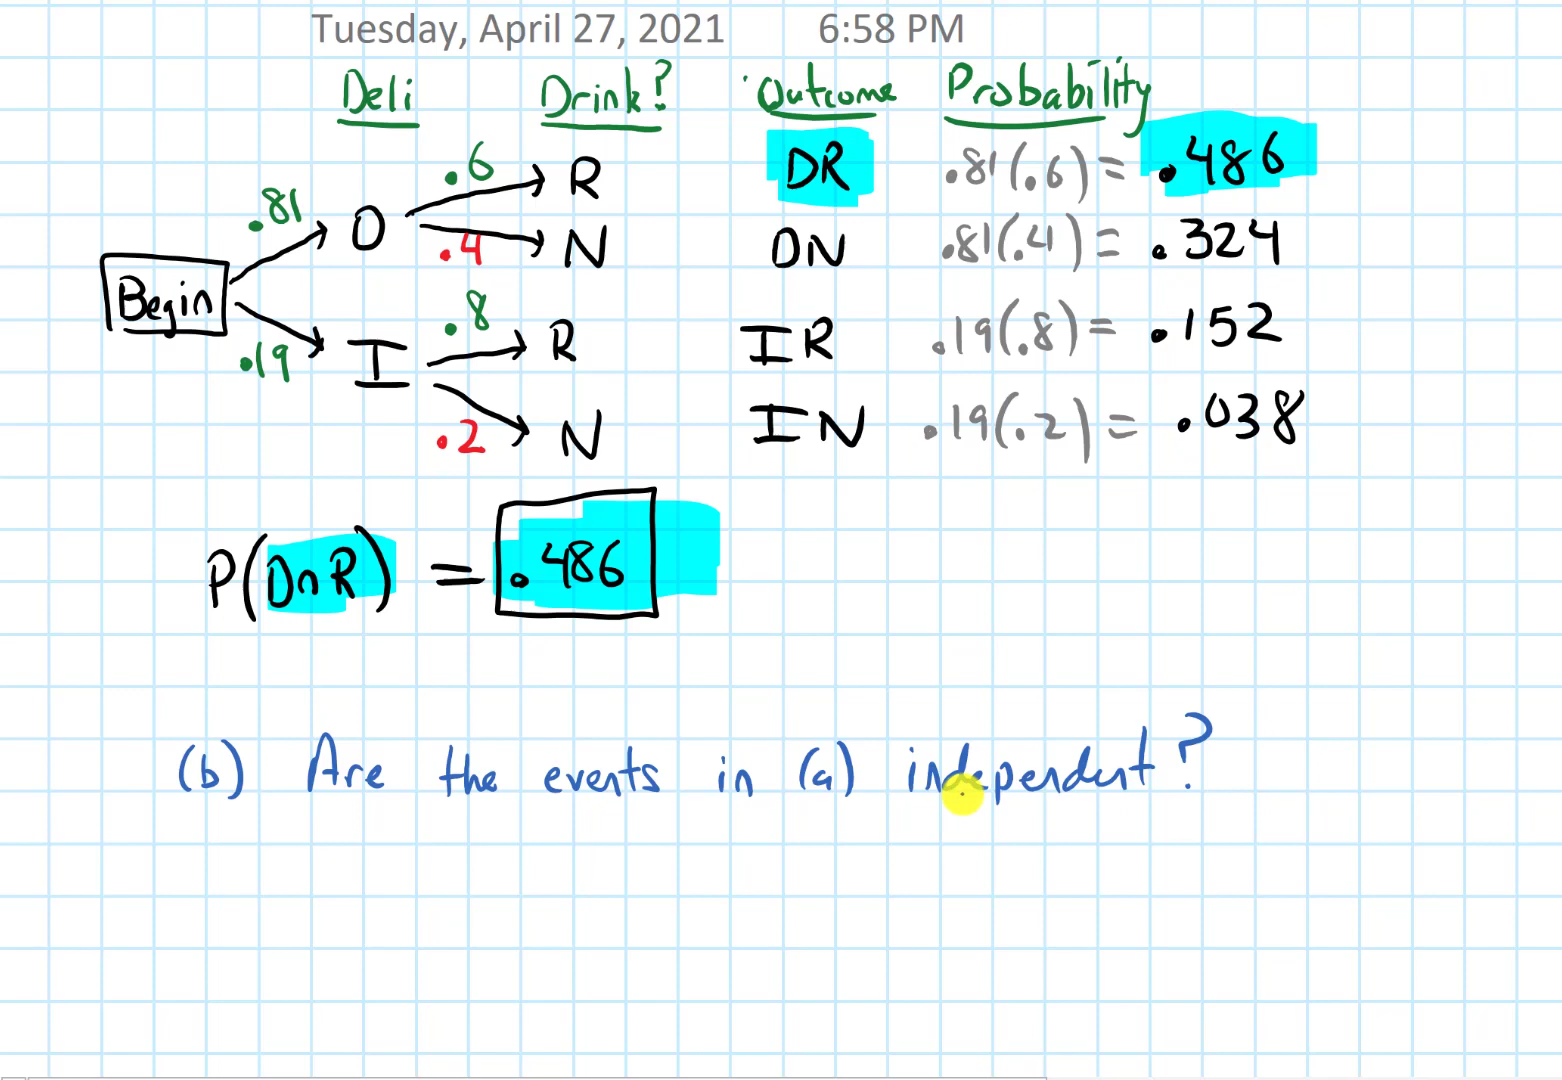 Tuesday, April 27, 2021 6:58 PM
Deli Drink? Outcome Probability
.6 R DR .81(.6) = .486
.81 D
.4 N DN .81(.4) = .324
Begin
.8 R IR .19(.8) = .152
.19 I
.2 N IN .19(.2) = .038
P(D∩R) = .486
(b) Are the events in (a) independent?